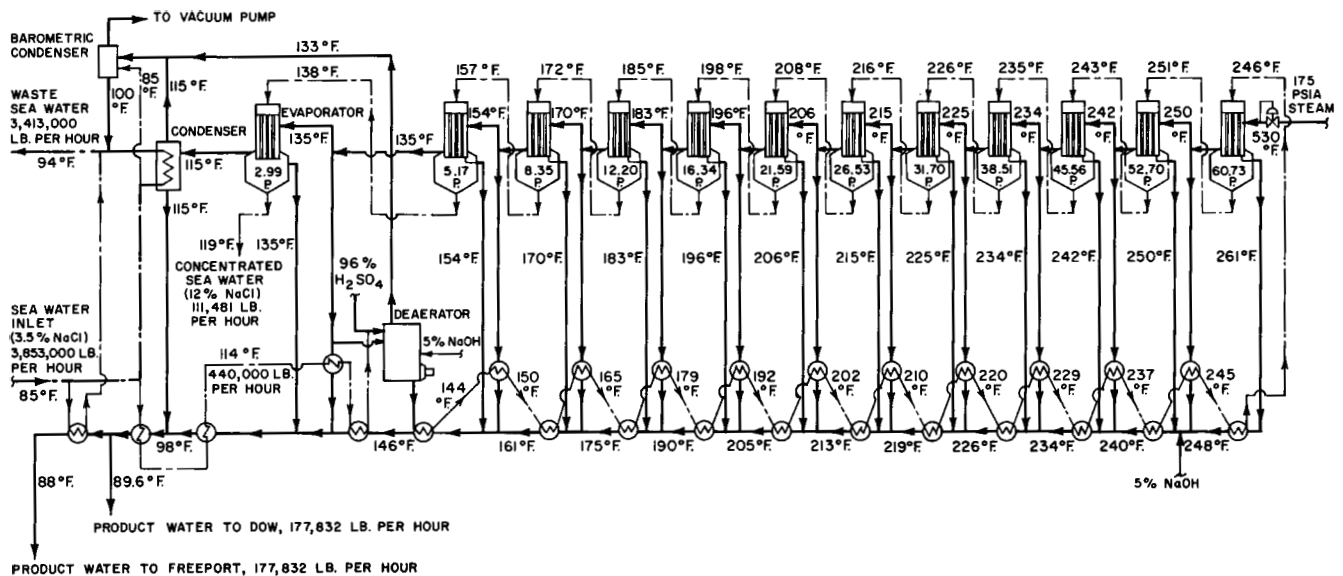 TO VACUUM PUMP
BAROMETRIC
CONDENSER
133°F.
85
°F.
115°F.
100
°F.
138°F.
157°F.
172°F.
185°F.
198°F.
208°F.
216°F.
226°F.
235°F.
243°F.
251°F.
246°F.
175
PSIA
STEAM
WASTE
SEA WATER
3,413,000
LB. PER HOUR
94°F.
CONDENSER
115°F.
EVAPORATOR
135°F.
135°F.
154°F.
170°F.
183°F.
196°F.
206
°F.
215
°F.
225
°F.
234
°F.
242
°F.
250
°F.
530
°F.
2.99
P.
5.17
P.
8.35
P.
12.20
P.
16.34
P.
21.59
P.
26.53
P.
31.70
P.
38.51
P.
45.56
P.
52.70
P.
60.73
P.
115°F.
119°F.
135°F.
154°F.
170°F.
183°F.
196°F.
206°F.
215°F.
225°F.
234°F.
242°F.
250°F.
261°F.
CONCENTRATED
SEA WATER
(12% NaCl)
111,481 LB.
PER HOUR
96%
H₂SO₄
DEAERATOR
5% NaOH
SEA WATER
INLET
(3.5% NaCl)
3,853,000 LB.
PER HOUR
85°F.
114°F.
440,000 LB.
PER HOUR
144
°F.
150
°F.
165
°F.
179
°F.
192
°F.
202
°F.
210
°F.
220
°F.
229
°F.
237
°F.
245
°F.
98°F.
146°F.
161°F.
175°F.
190°F.
205°F.
213°F.
219°F.
226°F.
234°F.
240°F.
248°F.
88°F.
89.6°F.
5% NaOH
PRODUCT WATER TO DOW, 177,832 LB. PER HOUR
PRODUCT WATER TO FREEPORT, 177,832 LB. PER HOUR